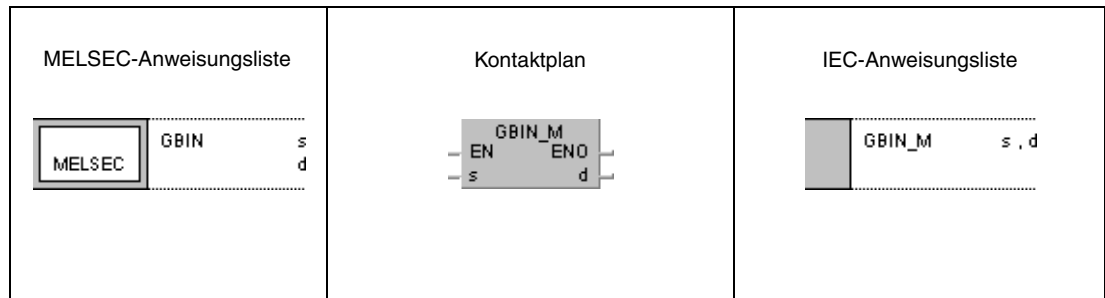 MELSEC-Anweisungsliste
MELSEC
GBIN s
d
Kontaktplan
GBIN_M
EN ENO
s d
IEC-Anweisungsliste
GBIN_M s , d